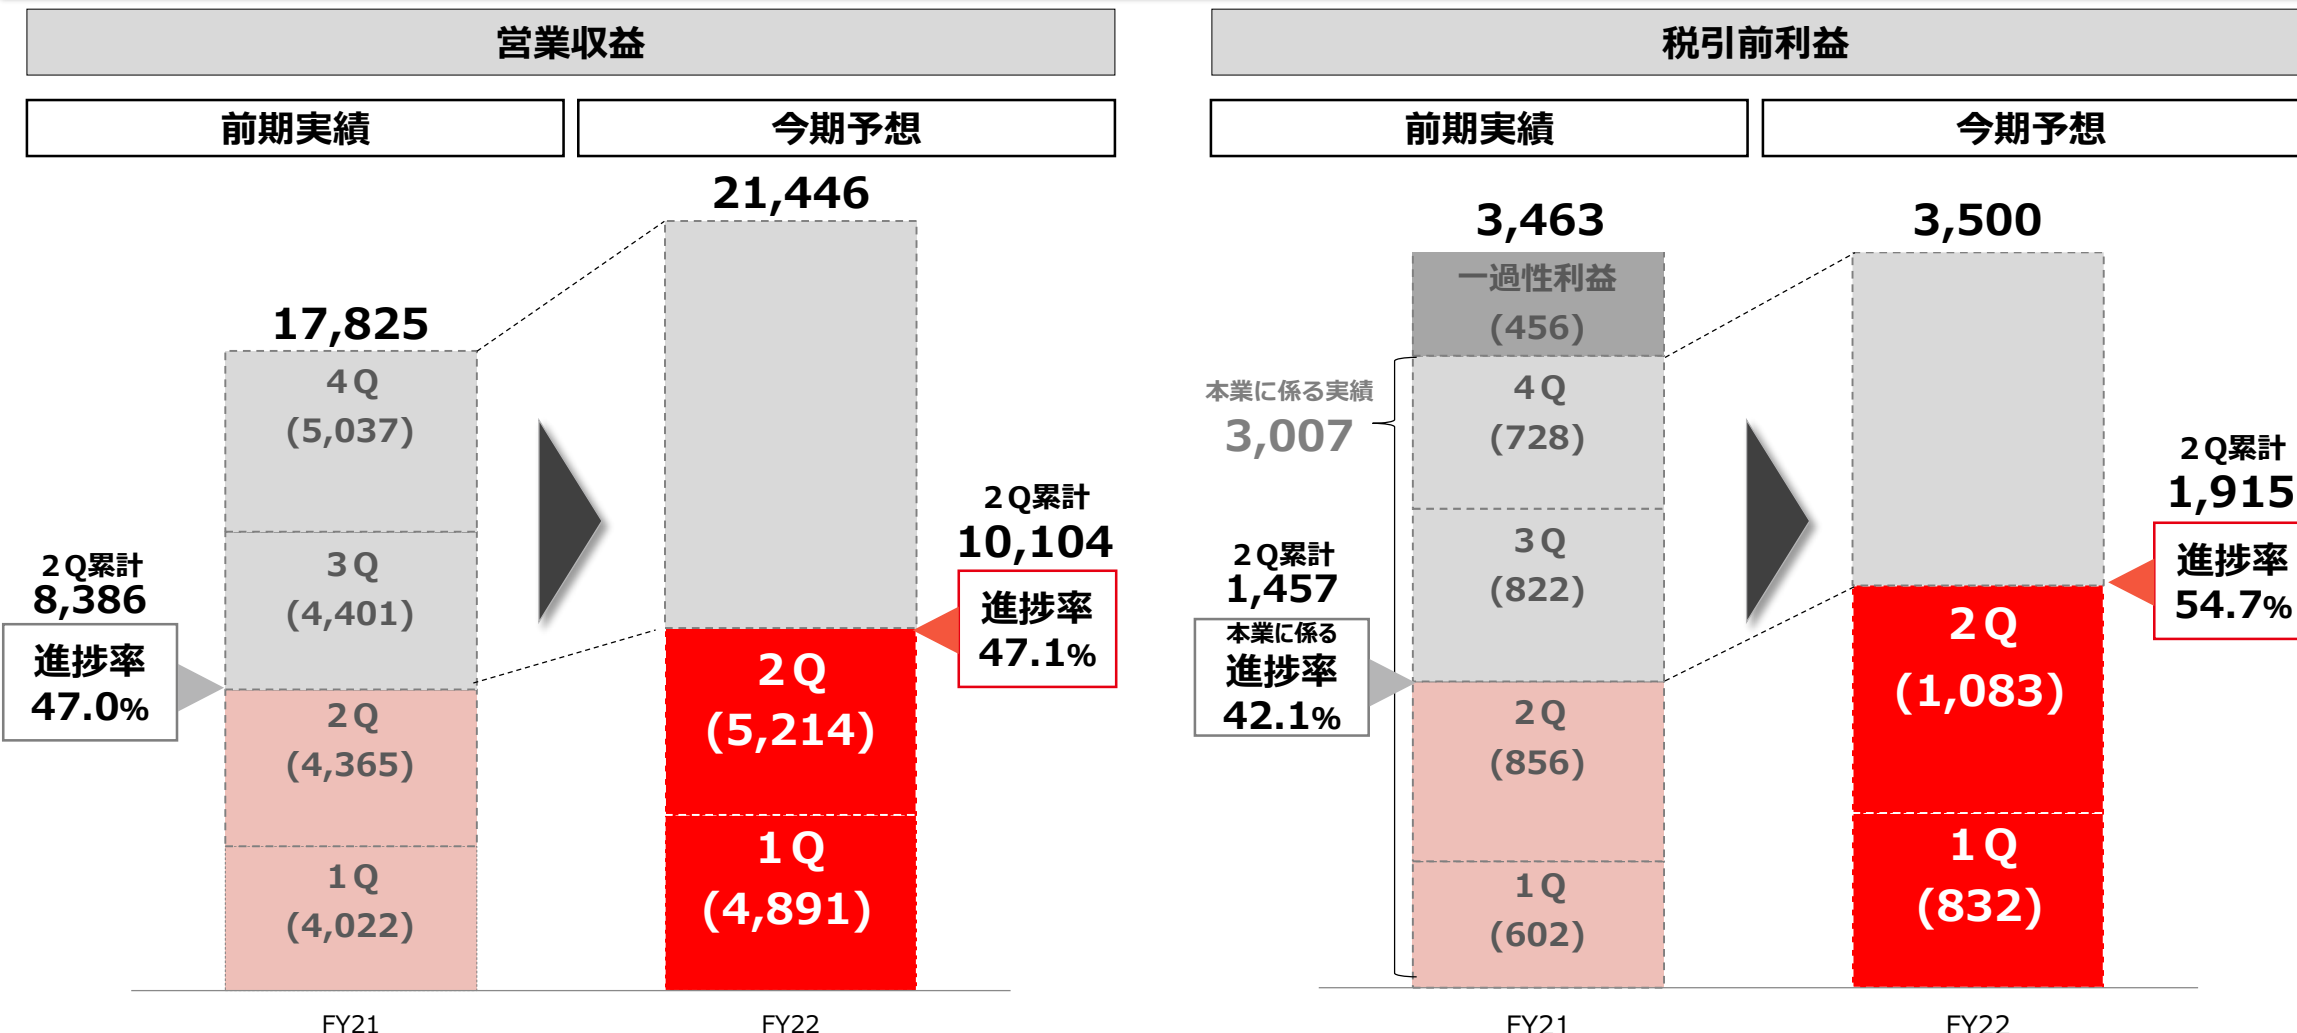 営業収益
前期実績
今期予想
21,446
17,825
4Q
(5,037)
3Q
(4,401)
2Q累計
8,386
進捗率
47.0%
2Q
(4,365)
1Q
(4,022)
2Q累計
10,104
進捗率
47.1%
2Q
(5,214)
1Q
(4,891)
FY21
FY22
税引前利益
前期実績
今期予想
3,463
3,500
一過性利益
(456)
本業に係る実績
3,007
4Q
(728)
3Q
(822)
2Q累計
1,457
本業に係る
進捗率
42.1%
2Q
(856)
1Q
(602)
2Q累計
1,915
進捗率
54.7%
2Q
(1,083)
1Q
(832)
FY21
FY22